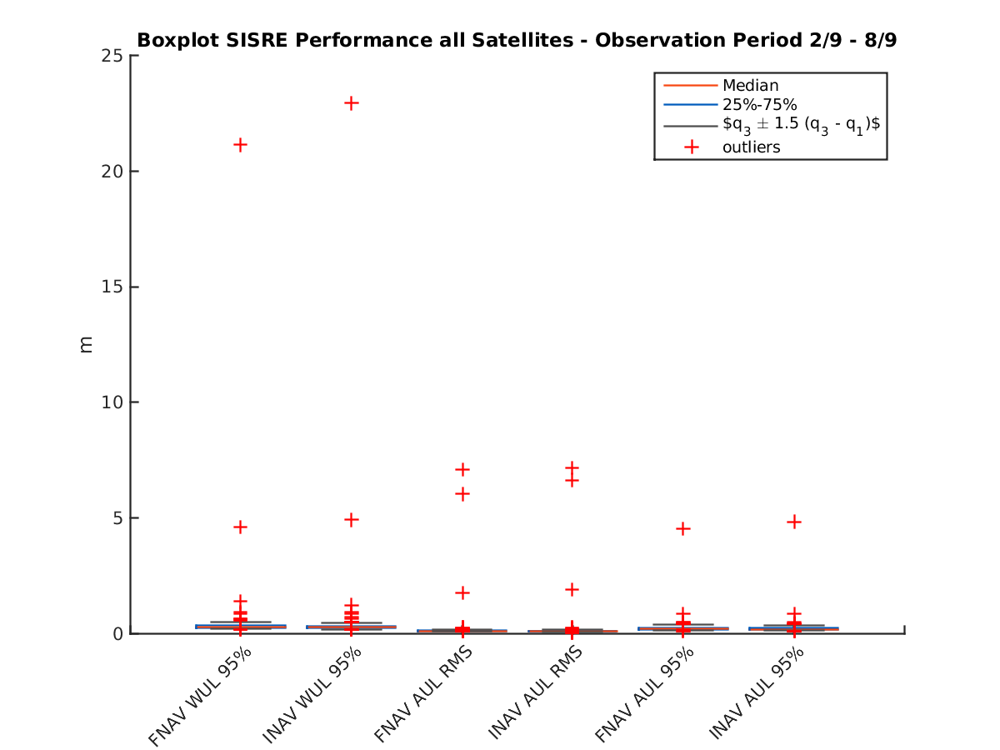 Boxplot SISRE Performance all Satellites - Observation Period 2/9 - 8/9
25
20
15
10
5
0
m
Median
25%-75%
$q3 ± 1.5 (q3 - q1)$
outliers
FNAV WUL 95%
INAV WUL 95%
FNAV AUL RMS
INAV AUL RMS
FNAV AUL 95%
INAV AUL 95%